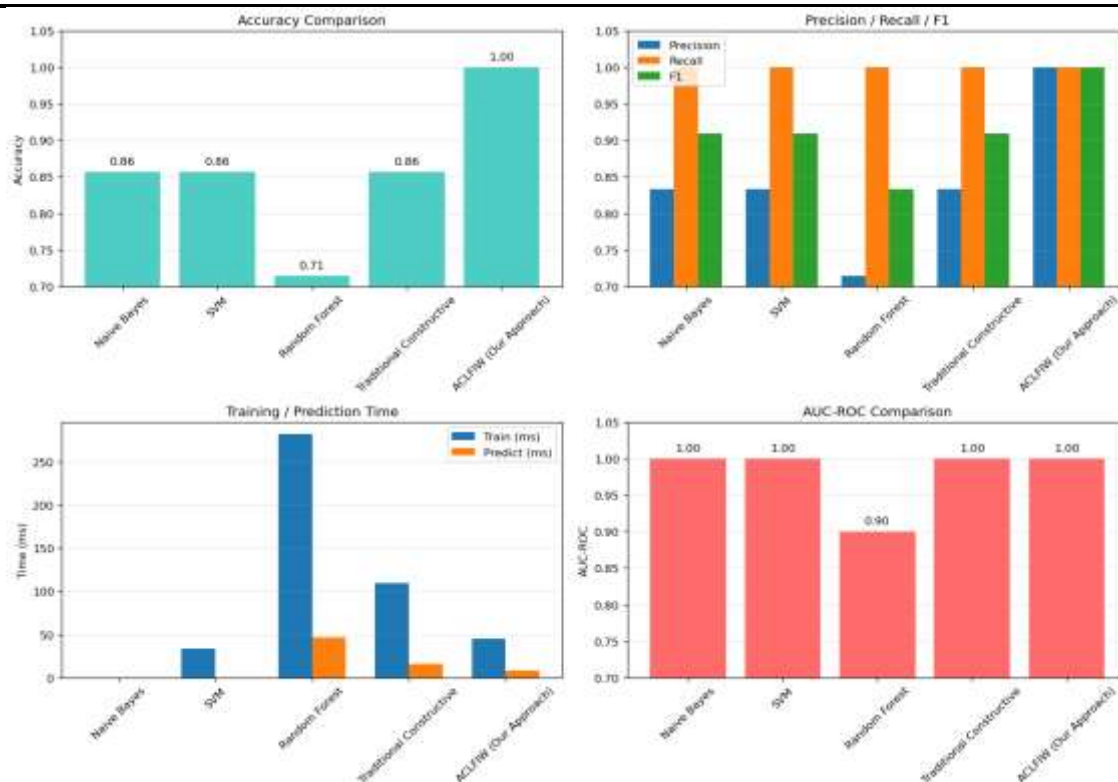 Accuracy Comparison
1.05
1.00
0.95
0.90
0.85
0.80
0.75
0.70
Accuracy
0.86
0.86
0.71
0.86
1.00
Naive Bayes
SVM
Random Forest
Traditional Constructive
ACLFIW (Our Approach)
Precision / Recall / F1
Precision
Recall
F1
1.05
1.00
0.95
0.90
0.85
0.80
0.75
0.70
Naive Bayes
SVM
Random Forest
Traditional Constructive
ACLFIW (Our Approach)
Training / Prediction Time
Train (ms)
Predict (ms)
250
200
150
100
50
0
Time (ms)
Naive Bayes
SVM
Random Forest
Traditional Constructive
ACLFIW (Our Approach)
AUC-ROC Comparison
1.05
1.00
0.95
0.90
0.85
0.80
0.75
0.70
AUC-ROC
1.00
1.00
0.90
1.00
1.00
Naive Bayes
SVM
Random Forest
Traditional Constructive
ACLFIW (Our Approach)